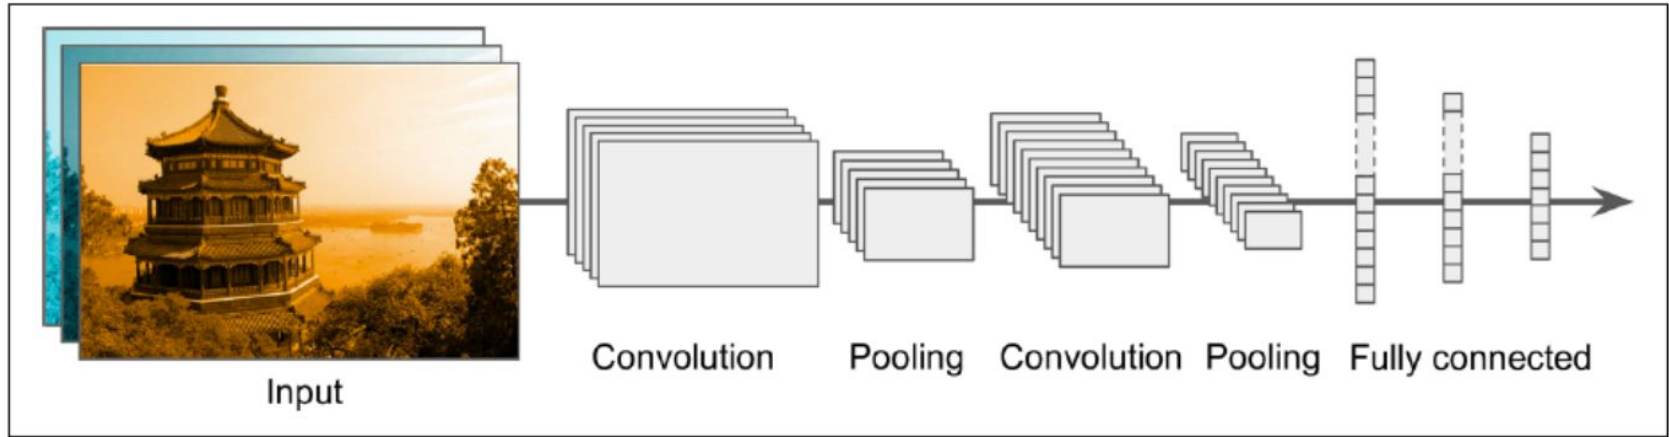 Input
Convolution
Pooling
Convolution
Pooling
Fully connected